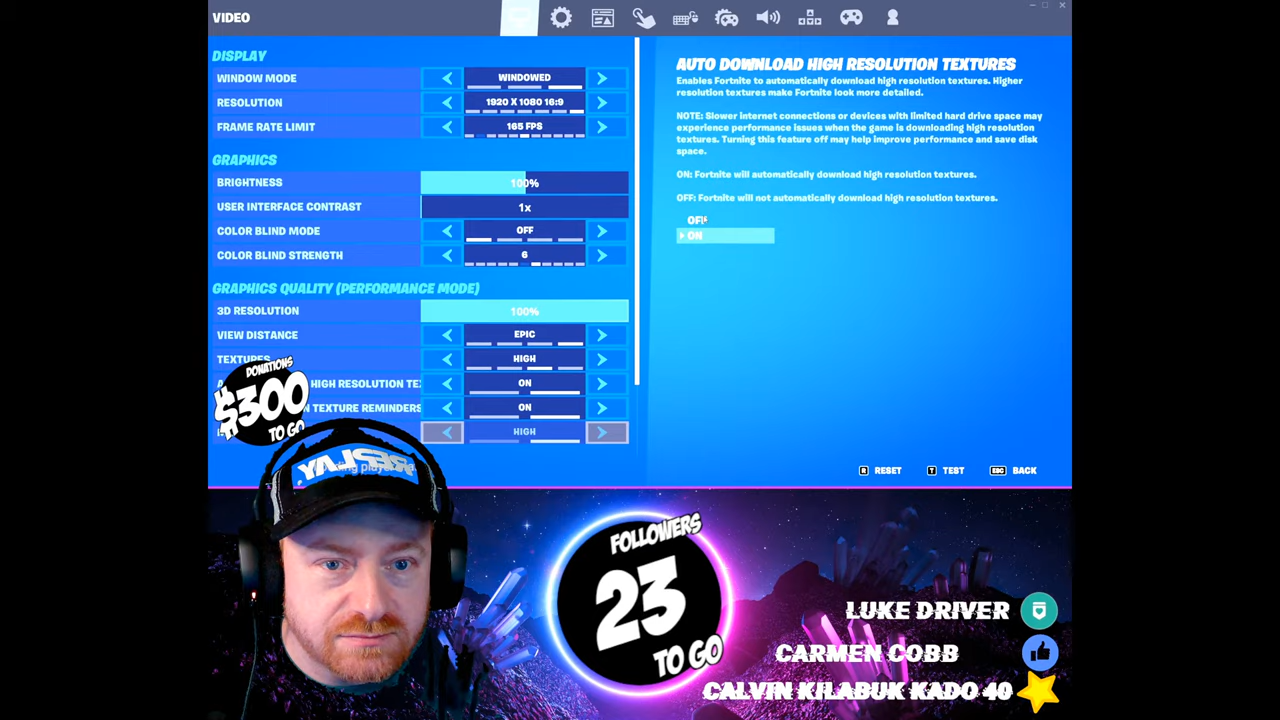 VIDEO
DISPLAY
WINDOW MODE
WINDOWED
RESOLUTION
1920 X 1080 16:9
FRAME RATE LIMIT
165 FPS
GRAPHICS
BRIGHTNESS
100%
USER INTERFACE CONTRAST
1x
COLOR BLIND MODE
OFF
COLOR BLIND STRENGTH
6
GRAPHICS QUALITY (PERFORMANCE MODE)
3D RESOLUTION
100%
VIEW DISTANCE
EPIC
TEXTURES
HIGH
HIGH RESOLUTION TE
ON
TEXTURE REMINDERS
ON
HIGH
AUTO DOWNLOAD HIGH RESOLUTION TEXTURES
Enables Fortnite to automatically download high resolution textures. Higher
resolution textures make Fortnite look more detailed.
NOTE: Slower internet connections or devices with limited hard drive space may
experience performance issues when the game is downloading high resolution
textures. Turning this feature off may help improve performance and save disk
space.
ON: Fortnite will automatically download high resolution textures.
OFF: Fortnite will not automatically download high resolution textures.
OFF
ON
R RESET
T TEST
ESC BACK
DONATIONS
$300
TO GO
REPLAY
FOLLOWERS
23
TO GO
LUKE DRIVER
CARMEN COBB
CALVIN KILABUK KADO 40